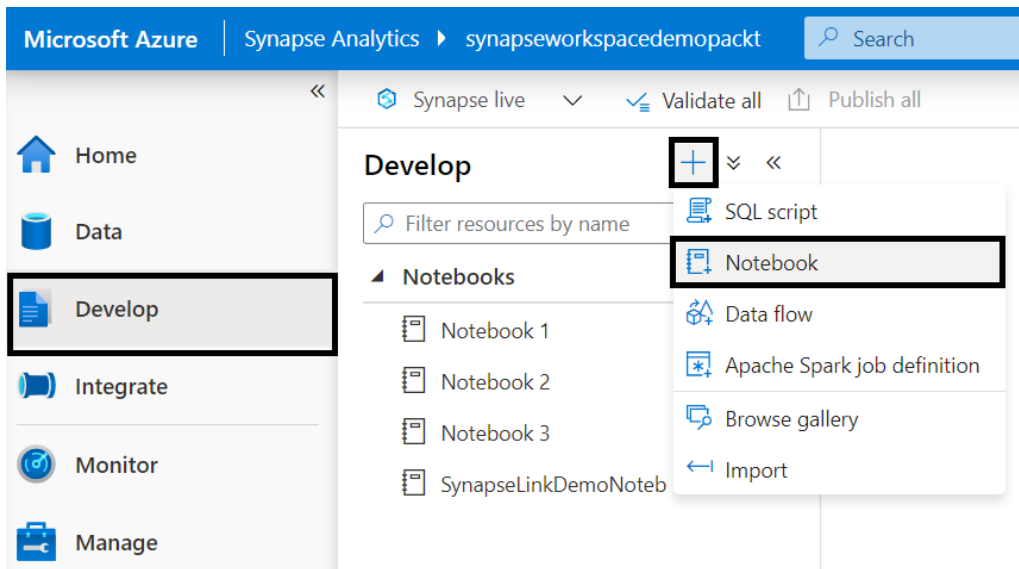 Microsoft Azure
Synapse Analytics
synapseworkspacedemopackt
Search
Synapse live
Validate all
Publish all
Home
Data
Develop
Integrate
Monitor
Manage
Develop
Filter resources by name
Notebooks
Notebook 1
Notebook 2
Notebook 3
SynapseLinkDemoNoteb
SQL script
Notebook
Data flow
Apache Spark job definition
Browse gallery
Import